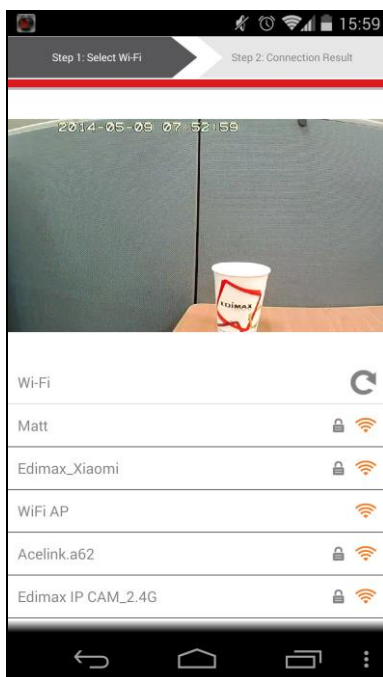 15:59
Step 1: Select Wi-Fi
Step 2: Connection Result
2014-05-09 07:52:59
EDIMAX
Wi-Fi
Matt
Edimax_Xiaomi
WiFi AP
Acelink.a62
Edimax IP CAM_2.4G